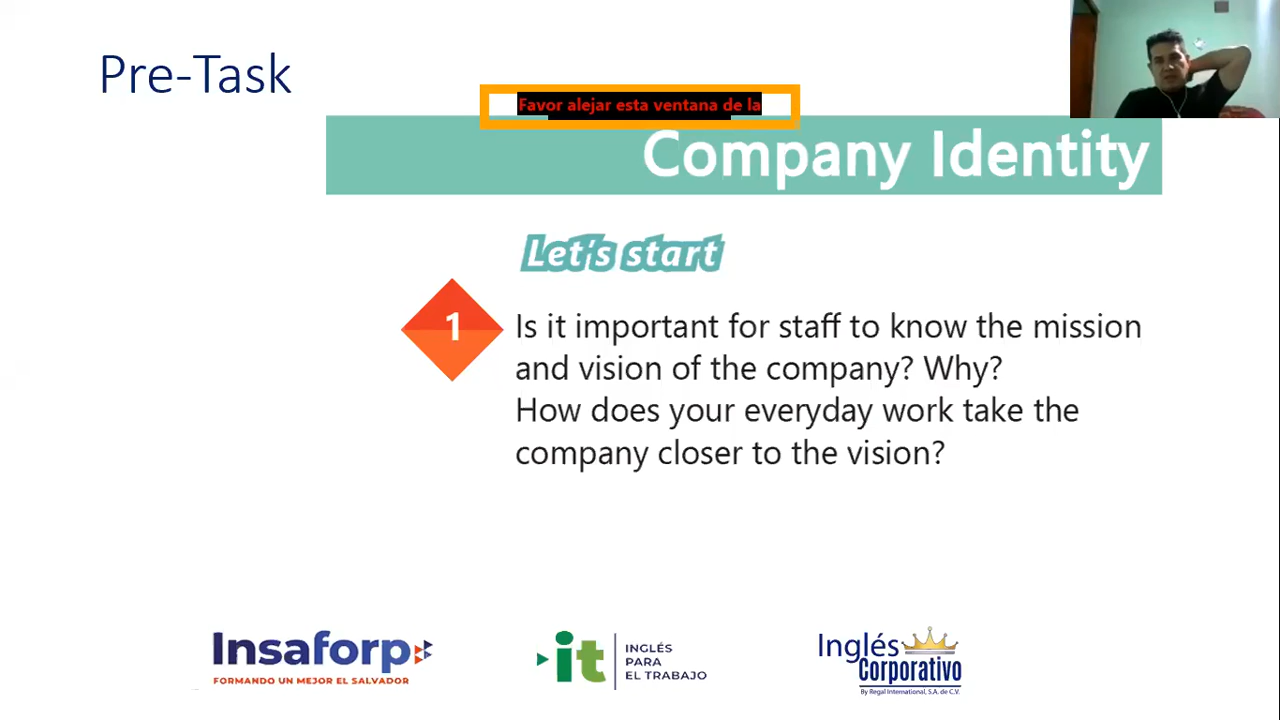 Pre-Task
Favor alejar esta ventana de la
Company Identity
Let's start
1
Is it important for staff to know the mission
and vision of the company? Why?
How does your everyday work take the
company closer to the vision?
Insaforp
FORMANDO UN MEJOR EL SALVADOR
it
INGLÉS
PARA
EL TRABAJO
Inglés
Corporativo
By Regal International, S.A. de C.V.